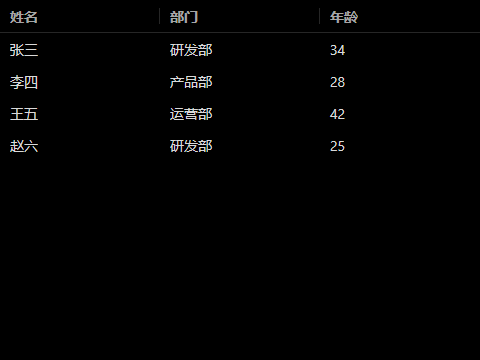 姓名 部门 年龄
张三 研发部 34
李四 产品部 28
王五 运营部 42
赵六 研发部 25